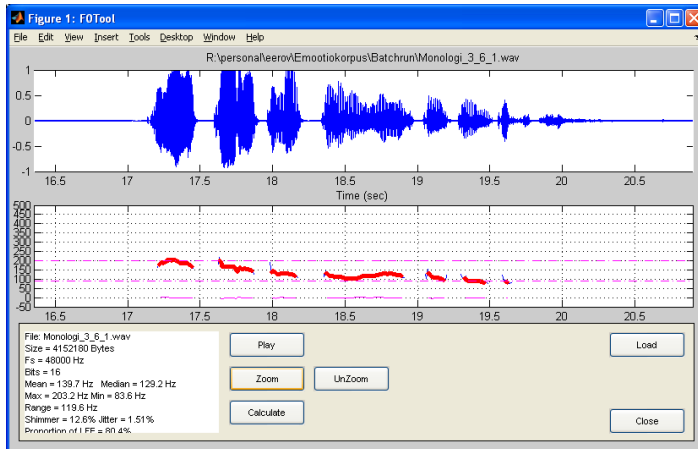 Figure 1: F0Tool
File Edit View Insert Tools Desktop Window Help
R:\personal\eerov\Emootiokorpus\Batchrun\Monologi_3_6_1.wav
1
0.5
0
-0.5
-1
16.5 17 17.5 18 18.5 19 19.5 20 20.5
Time (sec)
500
450
400
350
300
250
200
150
100
50
0
-50
16.5 17 17.5 18 18.5 19 19.5 20 20.5
File: Monologi_3_6_1.wav
Size = 4152180 Bytes
Fs = 48000 Hz
Bits = 16
Mean = 139.7 Hz Median = 129.2 Hz
Max = 203.2 Hz Min = 83.6 Hz
Range = 119.6 Hz
Shimmer = 12.6% Jitter = 1.51%
Proportion of LFE = 80.4%
Play
Zoom UnZoom
Calculate
Load
Close